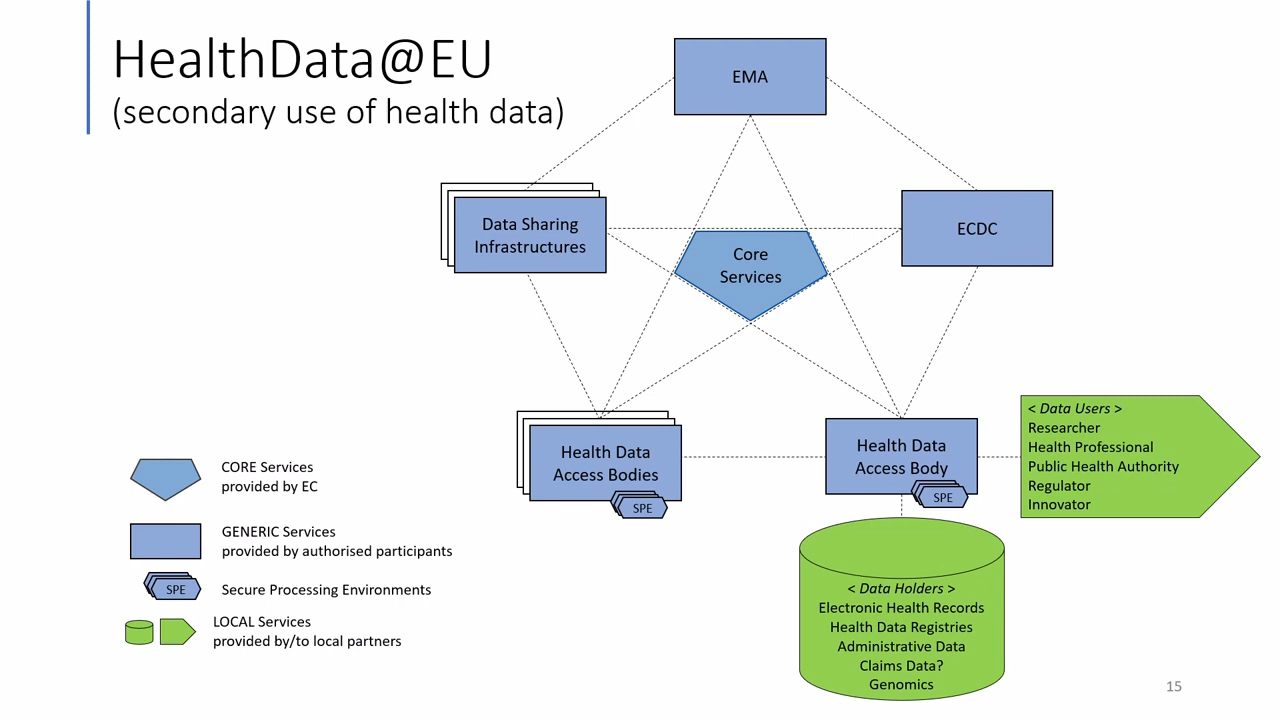 HealthData@EU
(secondary use of health data)
EMA
Data Sharing
Infrastructures
ECDC
Core
Services
Health Data
Access Bodies
SPE
Health Data
Access Body
SPE
< Data Users >
Researcher
Health Professional
Public Health Authority
Regulator
Innovator
CORE Services
provided by EC
GENERIC Services
provided by authorised participants
SPE
Secure Processing Environments
LOCAL Services
provided by/to local partners
< Data Holders >
Electronic Health Records
Health Data Registries
Administrative Data
Claims Data?
Genomics
15